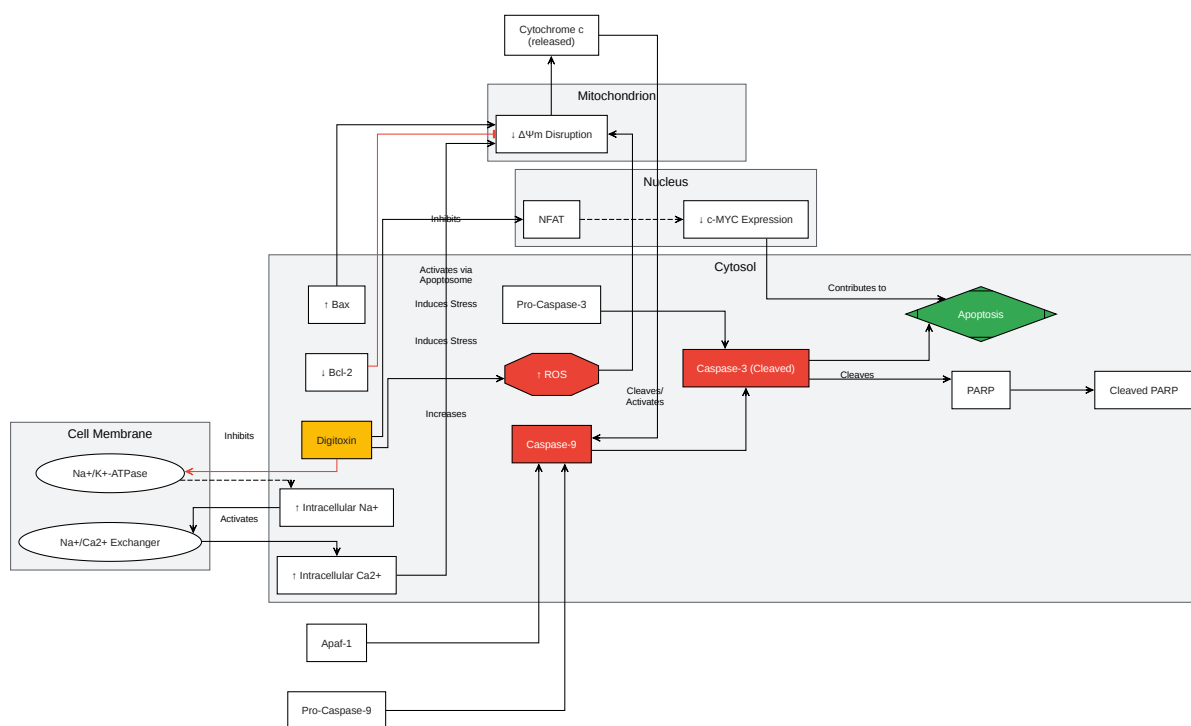 Cytochrome c
(released)
Mitochondrion
↓ ΔΨm Disruption
Nucleus
Inhibits
NFAT
↓ c-MYC Expression
Cytosol
Activates via
Apoptosome
↑ Bax
Induces Stress
Pro-Caspase-3
Contributes to
Apoptosis
Induces Stress
↓ Bcl-2
↑ ROS
Caspase-3 (Cleaved)
Cleaves
PARP
Cleaved PARP
Cleaves/
Activates
Increases
Cell Membrane
Inhibits
Digitoxin
Caspase-9
Na+/K+-ATPase
↑ Intracellular Na+
Activates
Na+/Ca2+ Exchanger
↑ Intracellular Ca2+
Apaf-1
Pro-Caspase-9